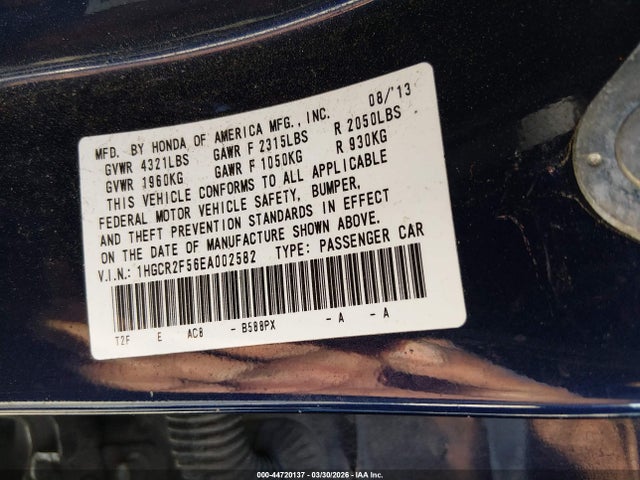 MFD. BY HONDA OF AMERICA MFG., INC. 08/'13
GVWR 4321LBS GAWR F 2315LBS R 2050LBS
GVWR 1960KG GAWR F 1050KG R 930KG
THIS VEHICLE CONFORMS TO ALL APPLICABLE
FEDERAL MOTOR VEHICLE SAFETY, BUMPER,
AND THEFT PREVENTION STANDARDS IN EFFECT
ON THE DATE OF MANUFACTURE SHOWN ABOVE.
V.I.N.: 1HGCR2F56EA002582 TYPE: PASSENGER CAR
T2F E AC8 - B588PX - A - A
000-44720137 - 03/30/2026 - IAA Inc.